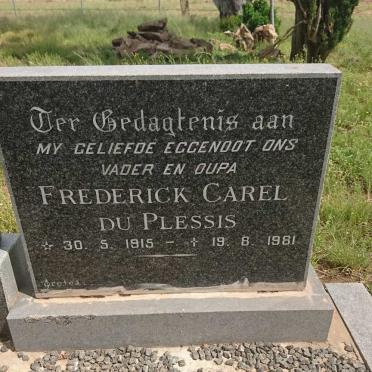 Ter Gedagtenis aan
MY GELIEFDE EGGENOOT ONS
VADER EN OUPA
FREDERICK CAREL
DU PLESSIS
☆ 30. 5. 1915 – ✝ 19. 8. 1981